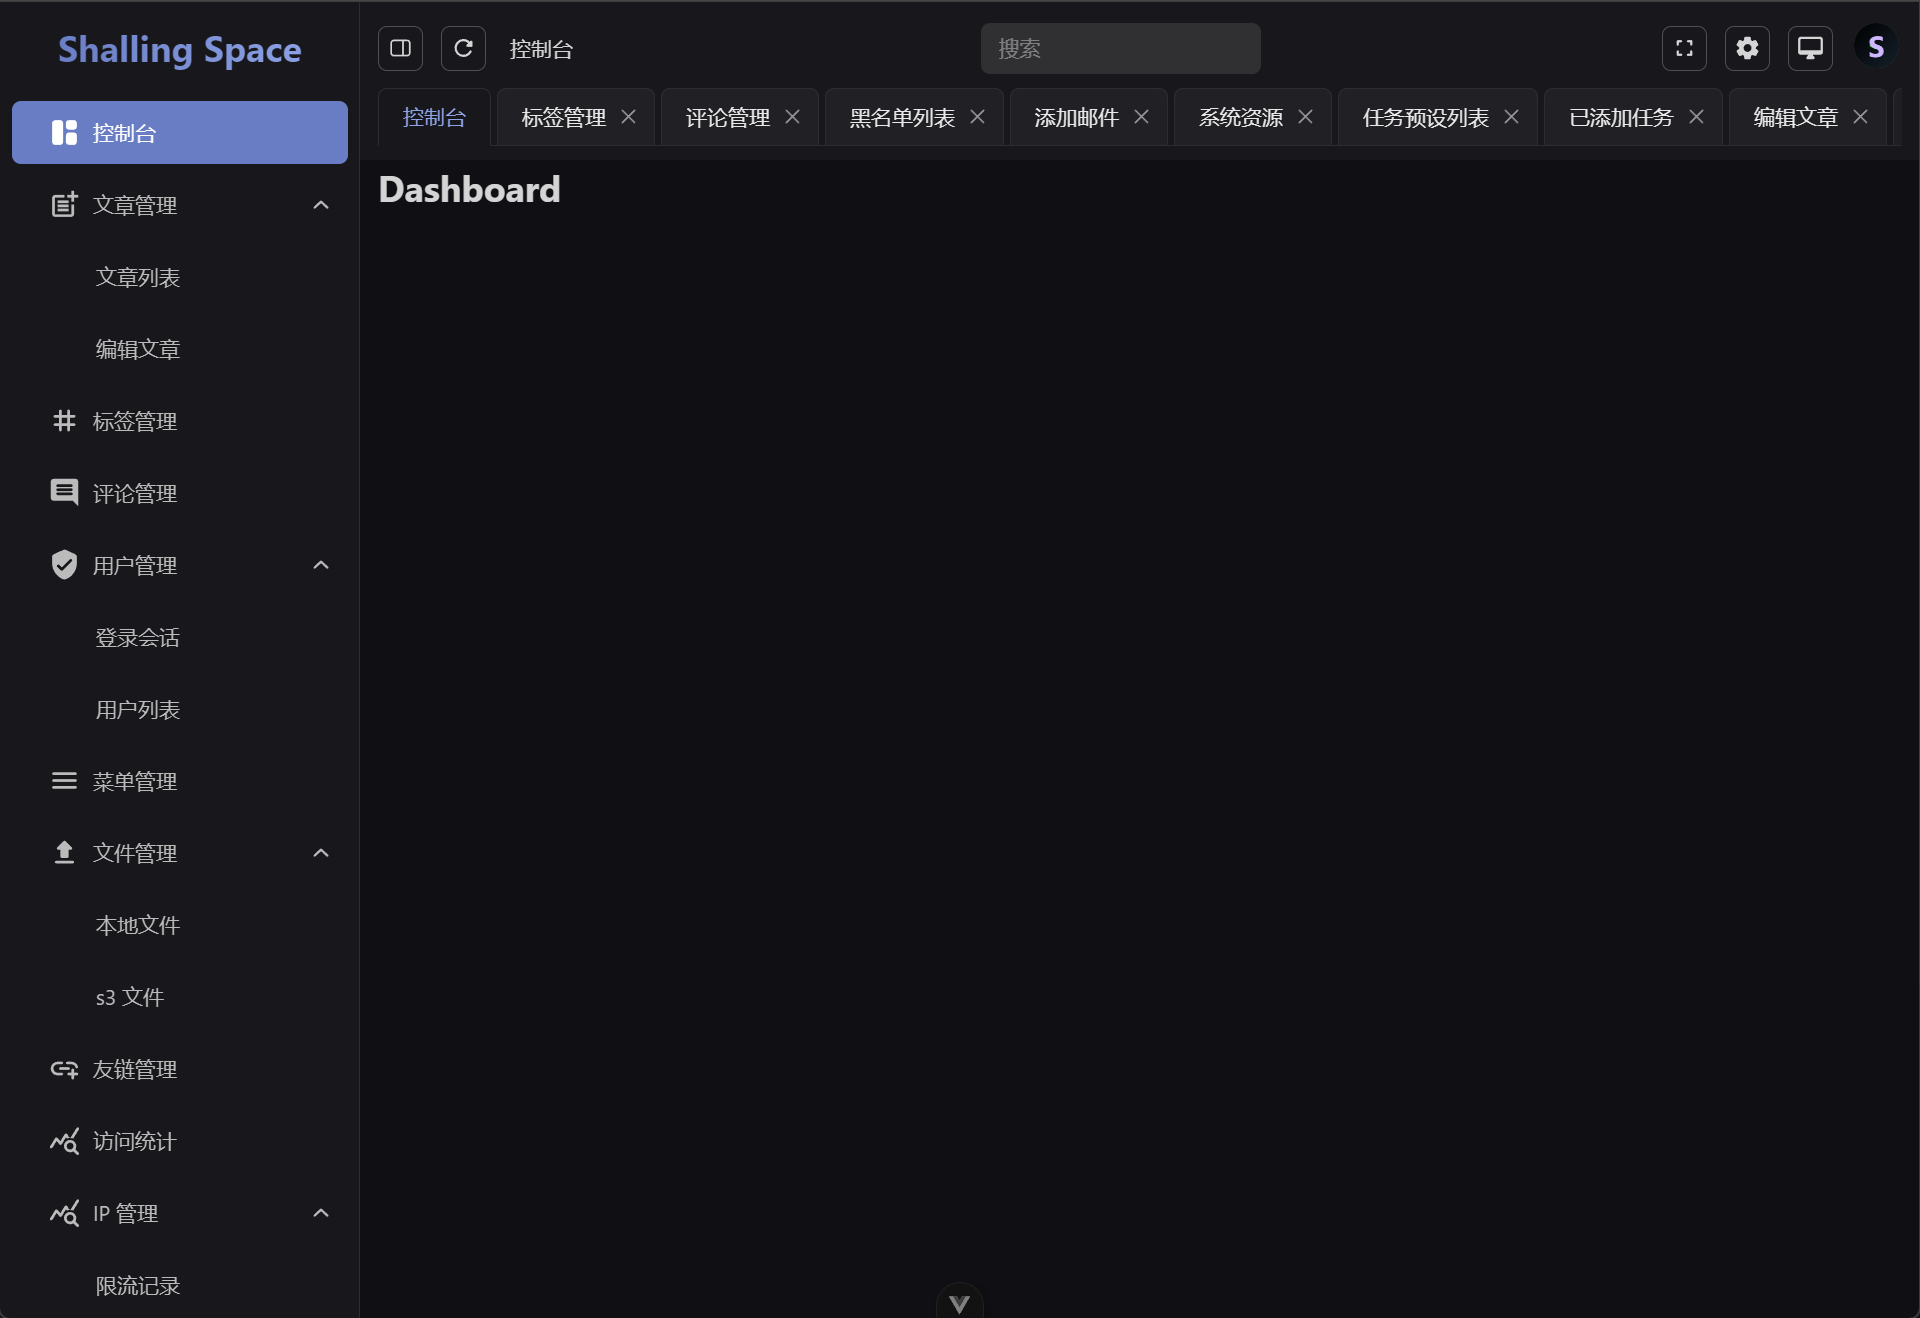 Shalling Space
控制台
文章管理
文章列表
编辑文章
标签管理
评论管理
用户管理
登录会话
用户列表
菜单管理
文件管理
本地文件
s3 文件
友链管理
访问统计
IP 管理
限流记录
控制台
搜索
S
控制台 标签管理 评论管理 黑名单列表 添加邮件 系统资源 任务预设列表 已添加任务 编辑文章
Dashboard